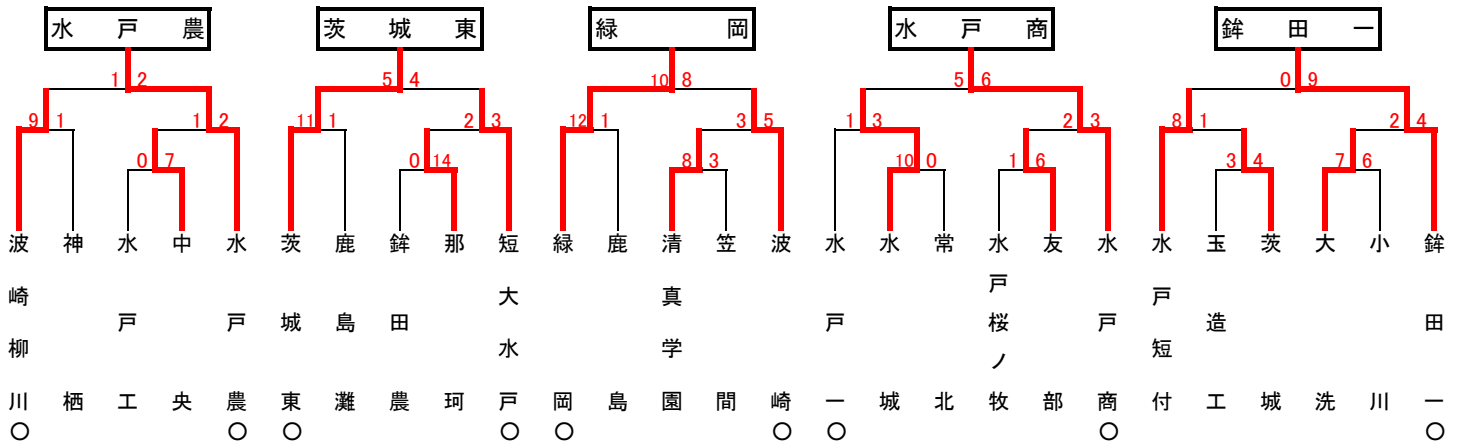 水戸農 茨城東 緑岡 水戸商 鉾田一
1 2 5 4 10 8 5 6 0 9
9 1 1 2 11 1 2 3 12 1 3 5 1 3 2 3 8 1 2 4
0 7 0 14 8 3 10 0 1 6 3 4 7 6
波崎柳川○
神栖
水戸工
中央
水戸農○
茨城東○
鹿島灘
鉾田農
那珂
短大水戸○
緑岡○
鹿島
清真学園
笠間
波崎○
水戸一○
水城
常北
水戸桜ノ牧
友部
水戸商○
水戸短付
玉造工
茨城
大洗
小川
鉾田一○